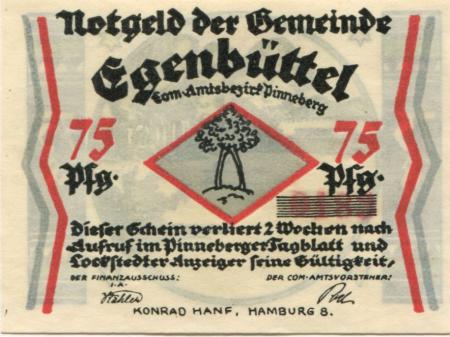 Notgeld der Gemeinde
Egenbüttel
Com-Amtsbezirk Pinneberg
75 75
Pfg. Pfg.
Dieser Schein verliert 2 Wochen nach
Aufruf im Pinneberger Tagblatt und
Lockstedter Anzeiger seine Gültigkeit,
DER FINANZAUSSCHUSS: DER COM-AMTSVORSTEHER:
I.A.
KONRAD HANF, HAMBURG 8.